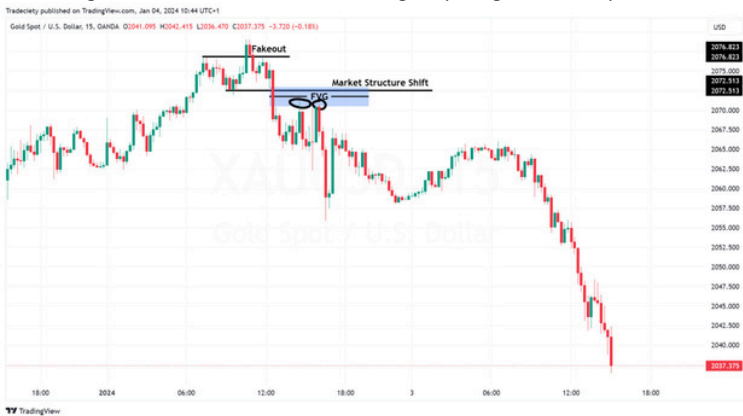 Tradeciety published on TradingView.com, Jan 04, 2024 10:44 UTC+1
Gold Spot / U.S. Dollar, 15, OANDA O2041.095 H2042.415 L2036.470 C2037.375 −3.720 (−0.18%)
USD
Fakeout
2076.823
2076.823
2075.000
Market Structure Shift
2072.513
2072.513
FVG
2070.000
2067.500
2065.000
2062.500
2060.000
2057.500
2055.000
2052.500
2050.000
2047.500
2045.000
2042.500
2040.000
2037.375
Gold Spot / U.S. Dollar
18:00 2024 06:00 12:00 18:00 3 06:00 12:00 18:00
TradingView